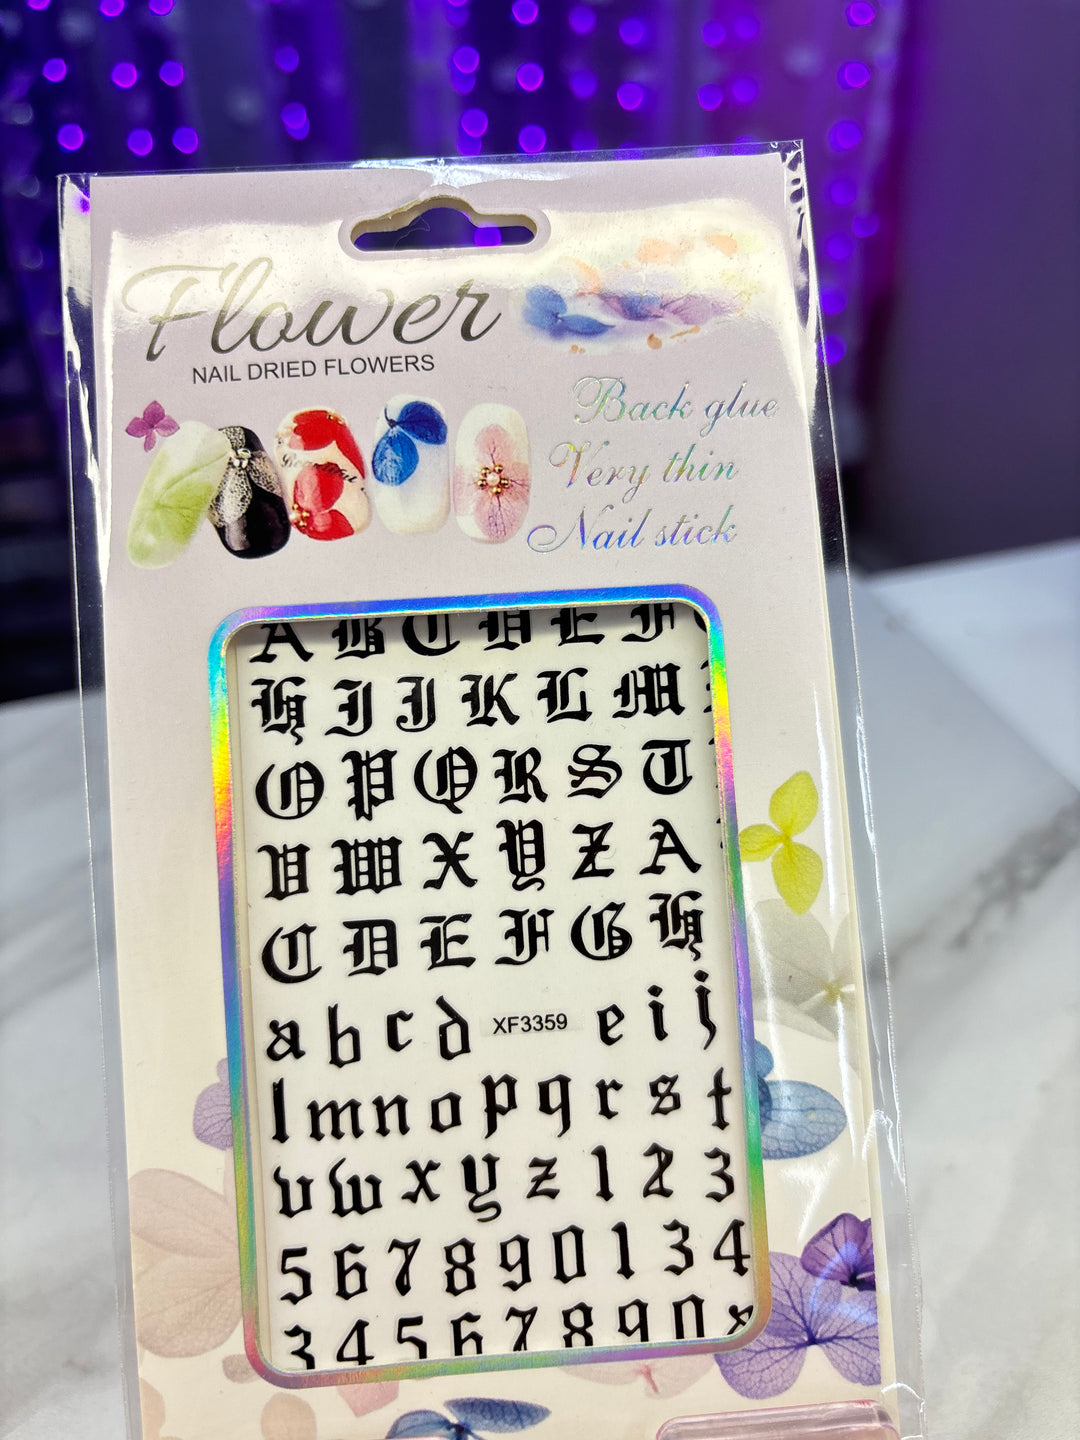 Flower
NAIL DRIED FLOWERS
Back glue
Very thin
Nail stick
Beautiful
A B C D E F
H I J K L M
O P Q R S T
V W X Y Z A
C D E F G H
a b c d XF3359 e i j
l m n o p q r s t
v w x y z 1 2 3
5 6 7 8 9 0 1 3 4
3 4 5 6 7 8 9 0 x